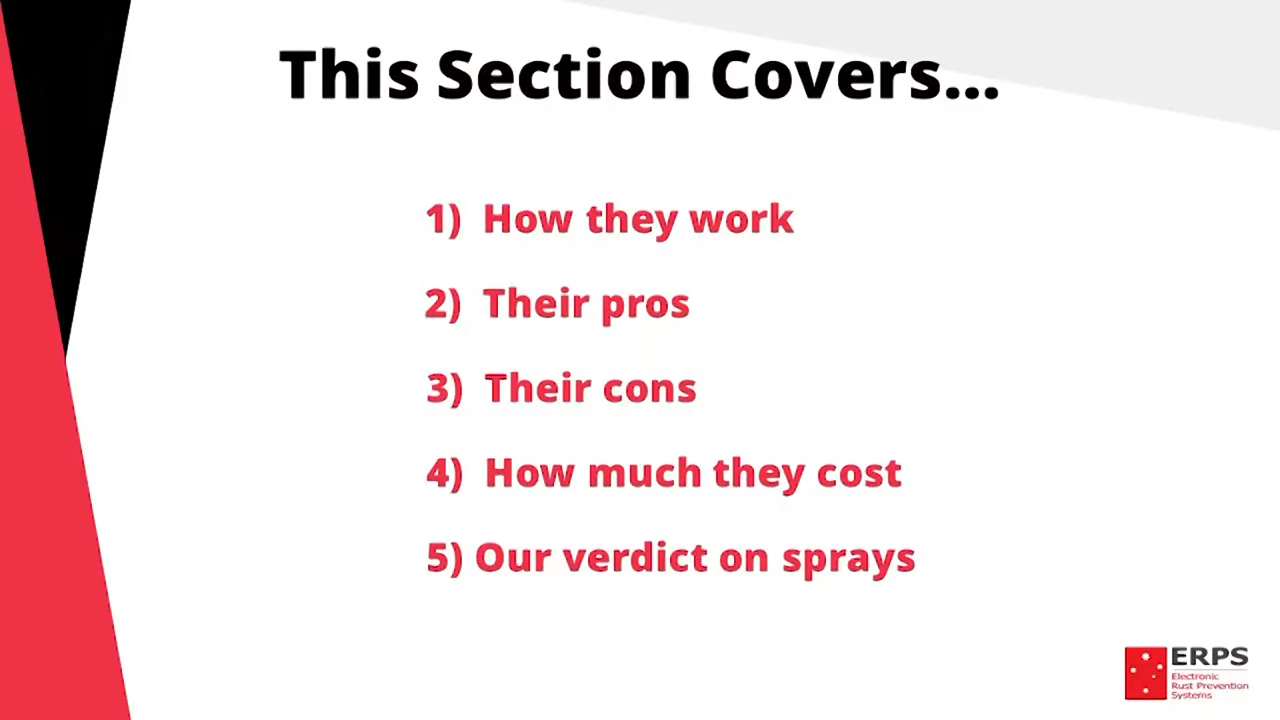 This Section Covers...
1) How they work
2) Their pros
3) Their cons
4) How much they cost
5) Our verdict on sprays
ERPS
Electronic
Rust Prevention
Systems